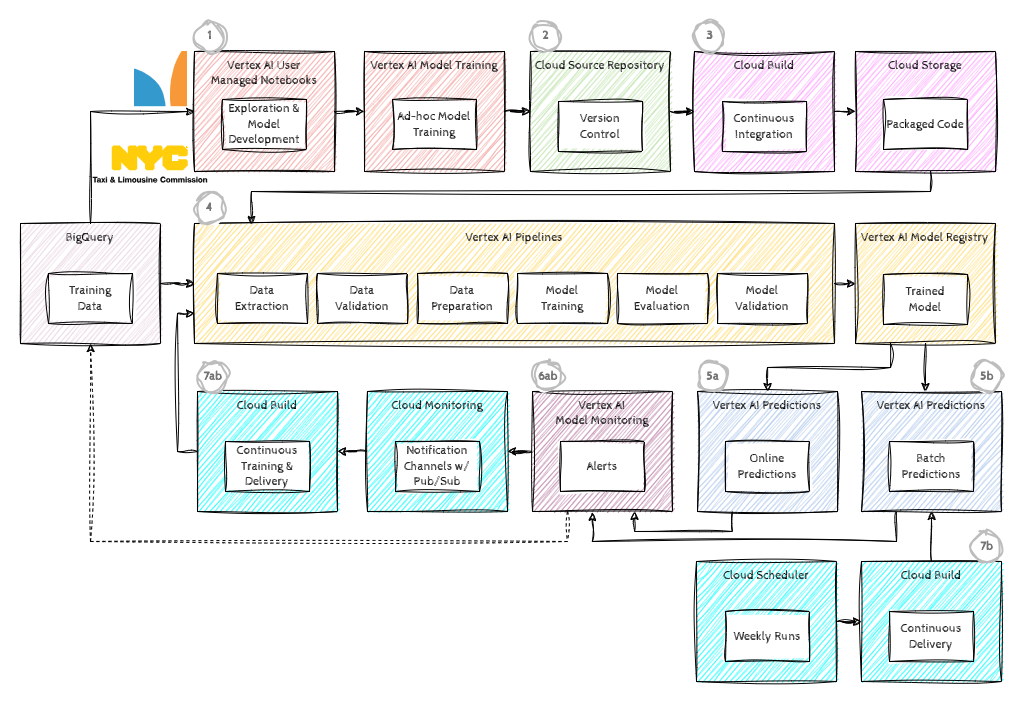 1
2
3
Vertex AI User
Managed Notebooks
Exploration &
Model
Development
Vertex AI Model Training
Ad-hoc Model
Training
Cloud Source Repository
Version
Control
Cloud Build
Continuous
Integration
Cloud Storage
Packaged Code
NYC
Taxi & Limousine Commission
4
BigQuery
Training
Data
Vertex AI Pipelines
Data
Extraction
Data
Validation
Data
Preparation
Model
Training
Model
Evaluation
Model
Validation
Vertex AI Model Registry
Trained
Model
7ab
Cloud Build
Continuous
Training &
Delivery
Cloud Monitoring
Notification
Channels w/
Pub/Sub
6ab
Vertex AI
Model Monitoring
Alerts
5a
Vertex AI Predictions
Online
Predictions
5b
Vertex AI Predictions
Batch
Predictions
Cloud Scheduler
Weekly Runs
7b
Cloud Build
Continuous
Delivery